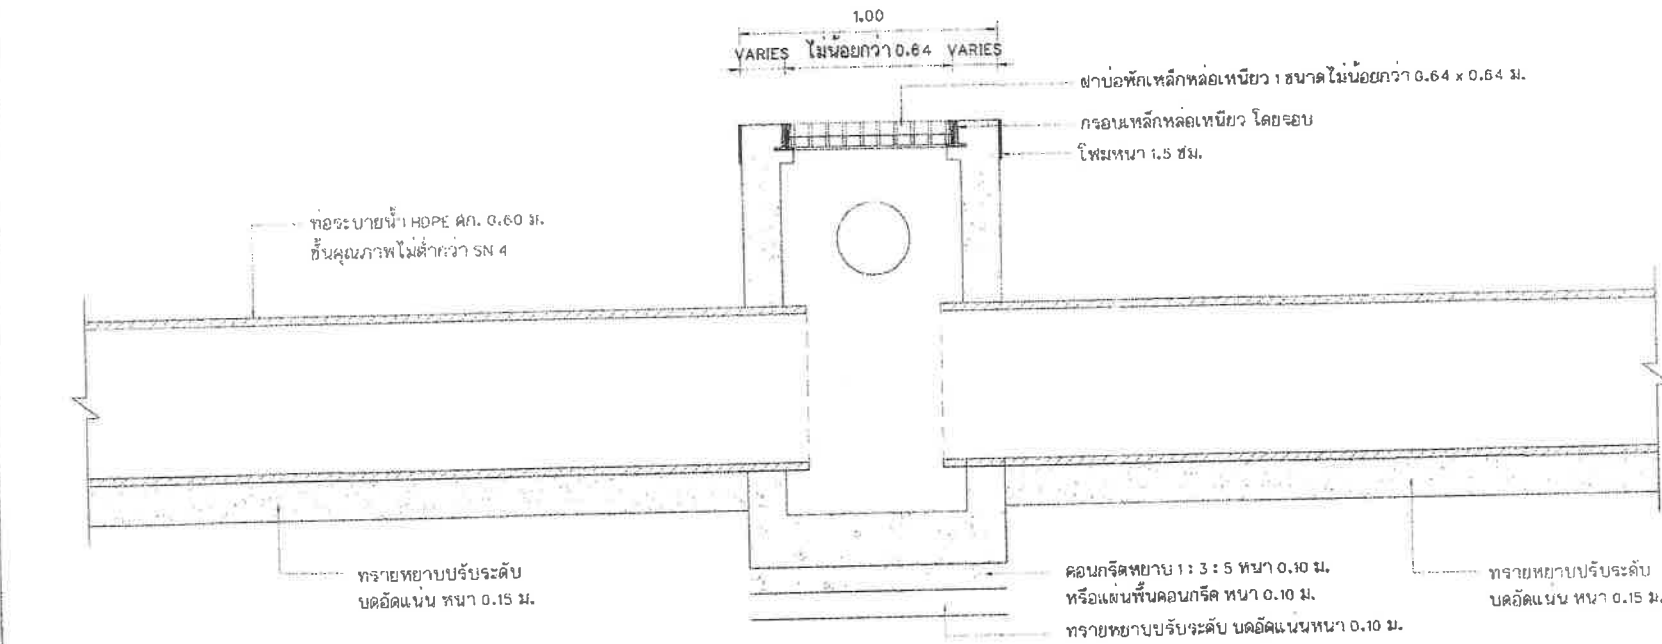 1.00
VARIES ไม่น้อยกว่า 0.64 VARIES
ฝาบ่อพักเหล็กหล่อเหนียว 1 ขนาดไม่น้อยกว่า 0.64 x 0.64 ม.
กรอบเหล็กหล่อเหนียว โดยรอบ
โฟมหนา 1.5 ซม.
ท่อระบายน้ำ HDPE ศก. 0.60 ม.
ชั้นคุณภาพไม่ต่ำกว่า SN 4
ทรายหยาบปรับระดับ
บดอัดแน่น หนา 0.15 ม.
คอนกรีตหยาบ 1 : 3 : 5 หนา 0.10 ม.
หรือแผ่นพื้นคอนกรีต หนา 0.10 ม.
ทรายหยาบปรับระดับ บดอัดแน่นหนา 0.10 ม.
ทรายหยาบปรับระดับ
บดอัดแน่น หนา 0.15 ม.